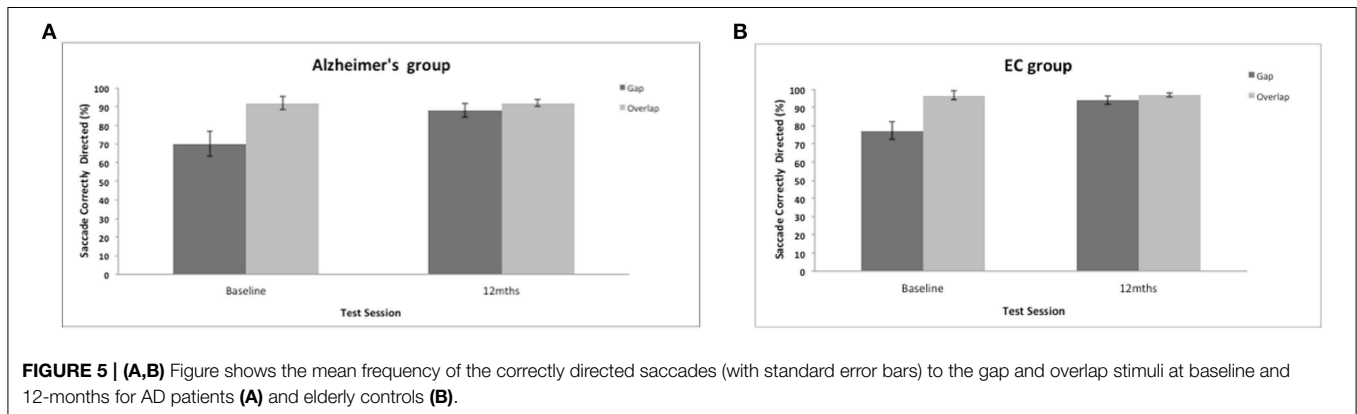 A
Alzheimer's group
Gap
Overlap
Saccade Correctly Directed (%)
100
90
80
70
60
50
40
30
20
10
0
Baseline
12mths
Test Session
B
EC group
Gap
Overlap
Saccade Correctly Directed (%)
100
90
80
70
60
50
40
30
20
10
0
Baseline
12mths
Test Session
FIGURE 5 | (A,B) Figure shows the mean frequency of the correctly directed saccades (with standard error bars) to the gap and overlap stimuli at baseline and
12-months for AD patients (A) and elderly controls (B).